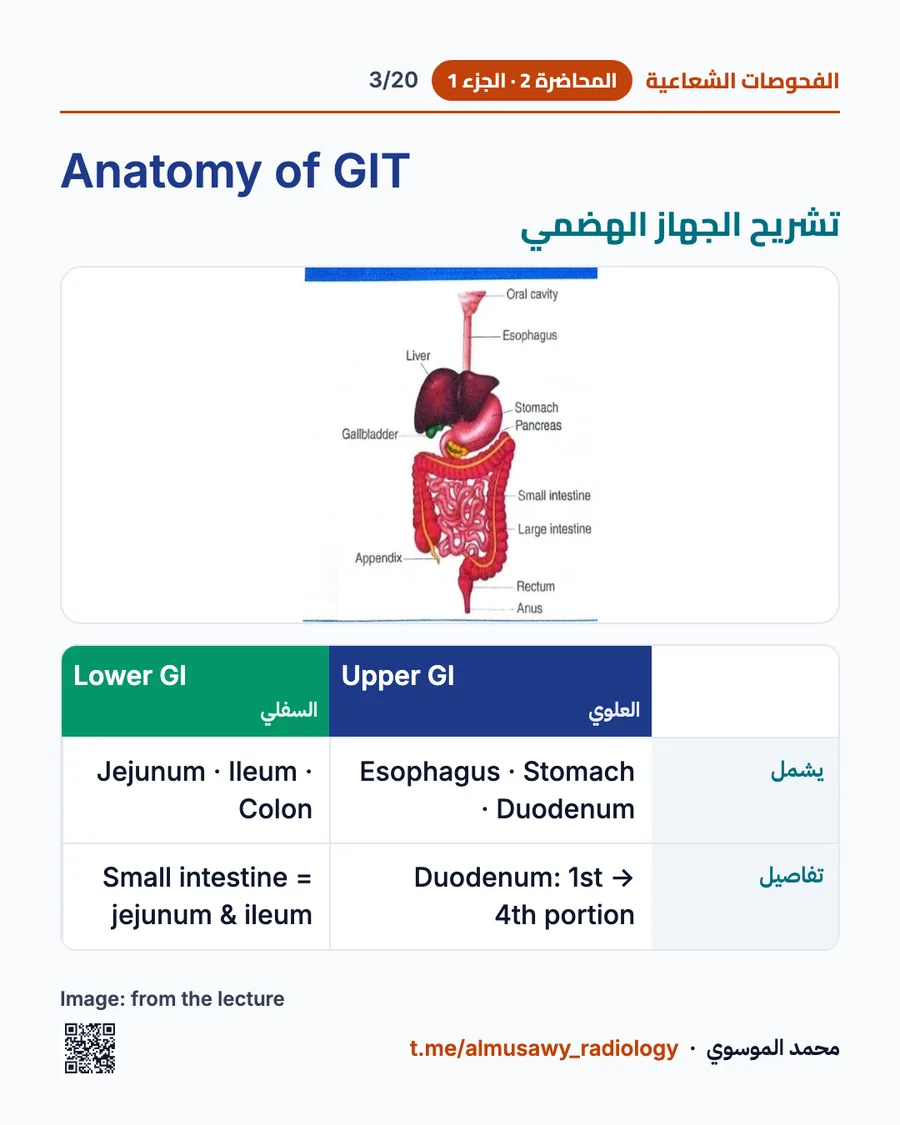 الفحوصات الشعاعية المحاضرة 2 · الجزء 1 3/20
Anatomy of GIT
تشريح الجهاز الهضمي
Oral cavity
Esophagus
Liver
Stomach
Pancreas
Gallbladder
Small intestine
Large intestine
Appendix
Rectum
Anus
Lower GI
السفلي
Upper GI
العلوي
يشمل
Esophagus · Stomach
· Duodenum
Jejunum · Ileum ·
Colon
تفاصيل
Duodenum: 1st →
4th portion
Small intestine =
jejunum & ileum
Image: from the lecture
محمد الموسوي · t.me/almusawy_radiology